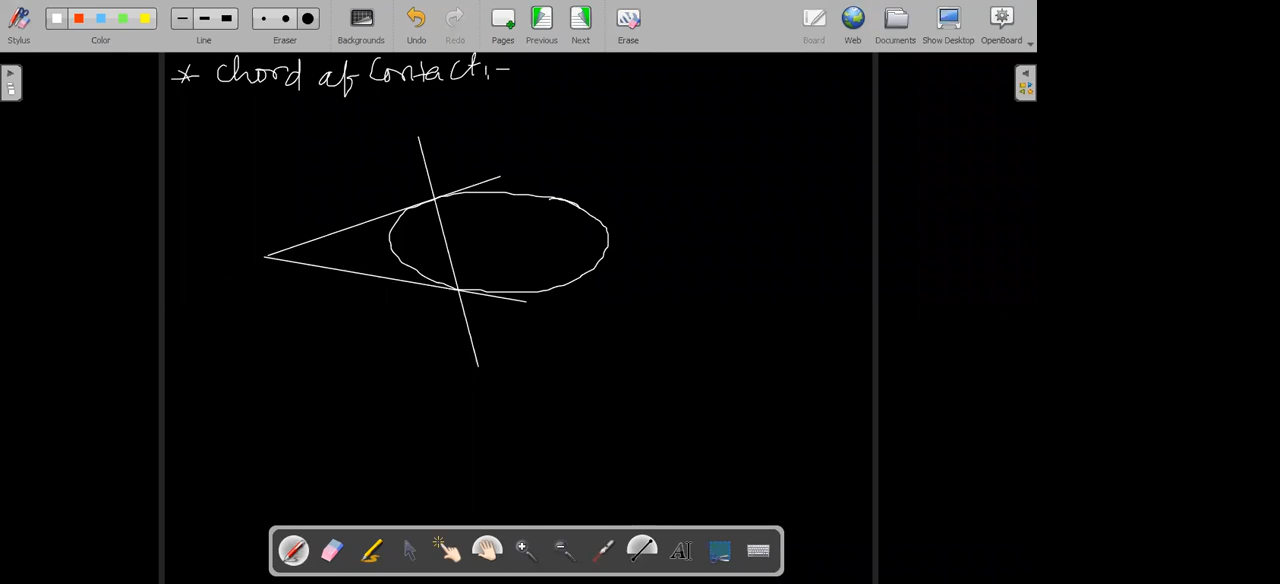 Stylus Color Line Eraser Backgrounds Undo Redo Pages Previous Next Erase Board Web Documents Show Desktop OpenBoard
* Chord of Contact :-
AI